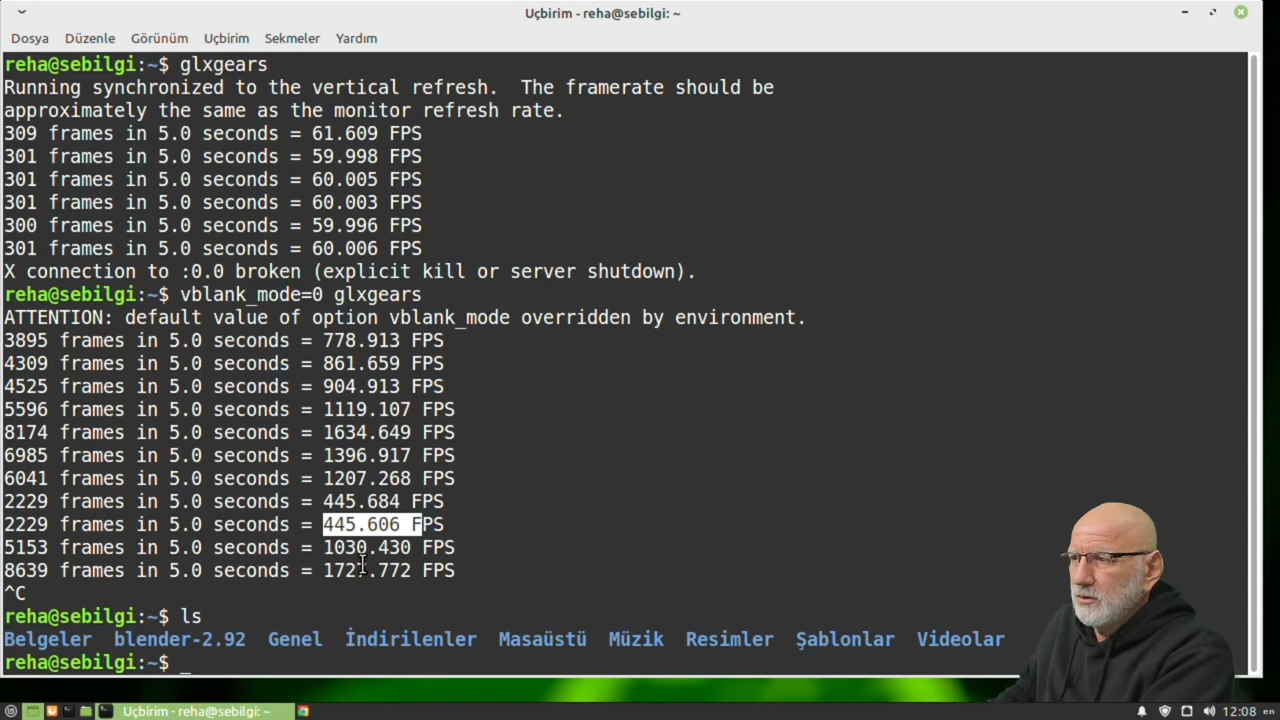 Uçbirim - reha@sebilgi: ~
Dosya Düzenle Görünüm Uçbirim Sekmeler Yardım
reha@sebilgi:~$ glxgears
Running synchronized to the vertical refresh.  The framerate should be
approximately the same as the monitor refresh rate.
309 frames in 5.0 seconds = 61.609 FPS
301 frames in 5.0 seconds = 59.998 FPS
301 frames in 5.0 seconds = 60.005 FPS
301 frames in 5.0 seconds = 60.003 FPS
300 frames in 5.0 seconds = 59.996 FPS
301 frames in 5.0 seconds = 60.006 FPS
X connection to :0.0 broken (explicit kill or server shutdown).
reha@sebilgi:~$ vblank_mode=0 glxgears
ATTENTION: default value of option vblank_mode overridden by environment.
3895 frames in 5.0 seconds = 778.913 FPS
4309 frames in 5.0 seconds = 861.659 FPS
4525 frames in 5.0 seconds = 904.913 FPS
5596 frames in 5.0 seconds = 1119.107 FPS
8174 frames in 5.0 seconds = 1634.649 FPS
6985 frames in 5.0 seconds = 1396.917 FPS
6041 frames in 5.0 seconds = 1207.268 FPS
2229 frames in 5.0 seconds = 445.684 FPS
2229 frames in 5.0 seconds = 445.606 FPS
5153 frames in 5.0 seconds = 1030.430 FPS
8639 frames in 5.0 seconds = FPS
^C
reha@sebilgi:~$ ls
Belgeler blender-2.92 Genel İndirilenler Masaüstü Müzik Resimler Şablonlar Videolar
reha@sebilgi:~$ _
Uçbirim - reha@sebilgi: ~ 12:08 en